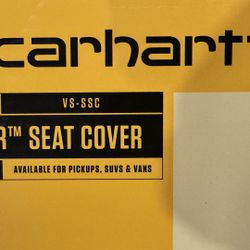 carhartt
VS-SSC
R™ SEAT COVER
AVAILABLE FOR PICKUPS, SUVS & VANS